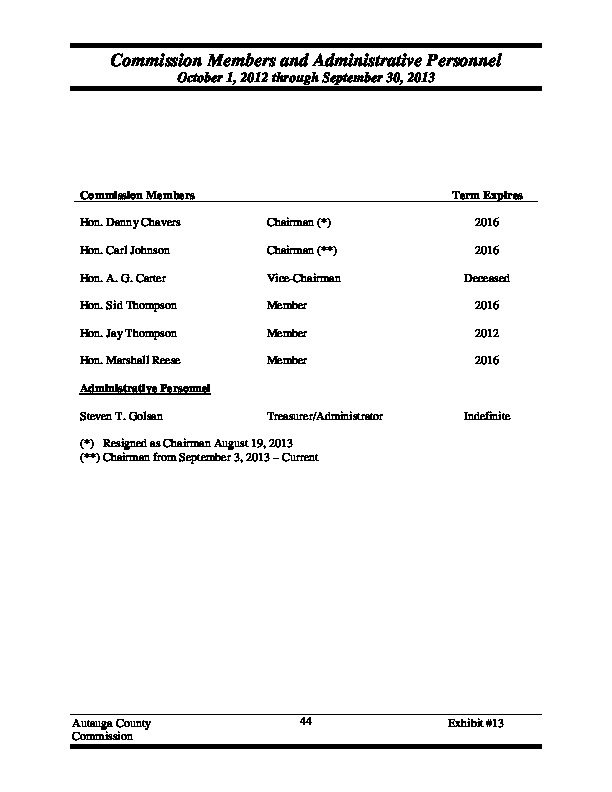 Commission Members and Administrative Personnel
October 1, 2012 through September 30, 2013
Commission Members Term Expires
Hon. Danny Chavers Chairman (*) 2016
Hon. Carl Johnson Chairman (**) 2016
Hon. A. G. Carter Vice-Chairman Deceased
Hon. Sid Thompson Member 2016
Hon. Jay Thompson Member 2012
Hon. Marshall Reese Member 2016
Administrative Personnel
Steven T. Golsan Treasurer/Administrator Indefinite
(*) Resigned as Chairman August 19, 2013
(**) Chairman from September 3, 2013 – Current
Autauga County 44 Exhibit #13
Commission